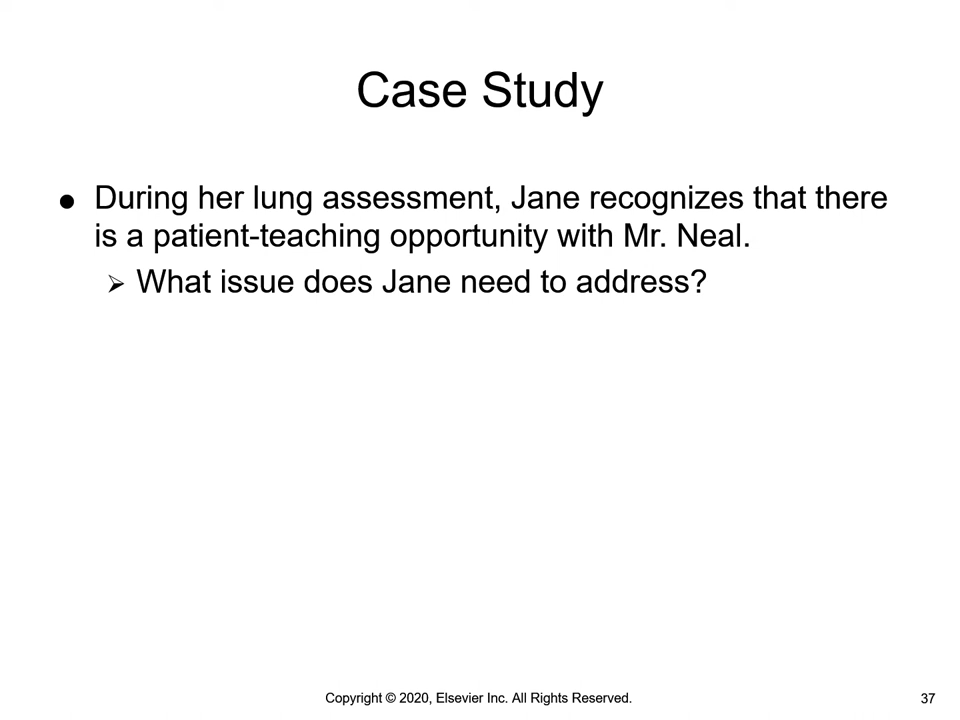 Case Study
● During her lung assessment, Jane recognizes that there
is a patient-teaching opportunity with Mr. Neal.
➢ What issue does Jane need to address?
Copyright © 2020, Elsevier Inc. All Rights Reserved.
37